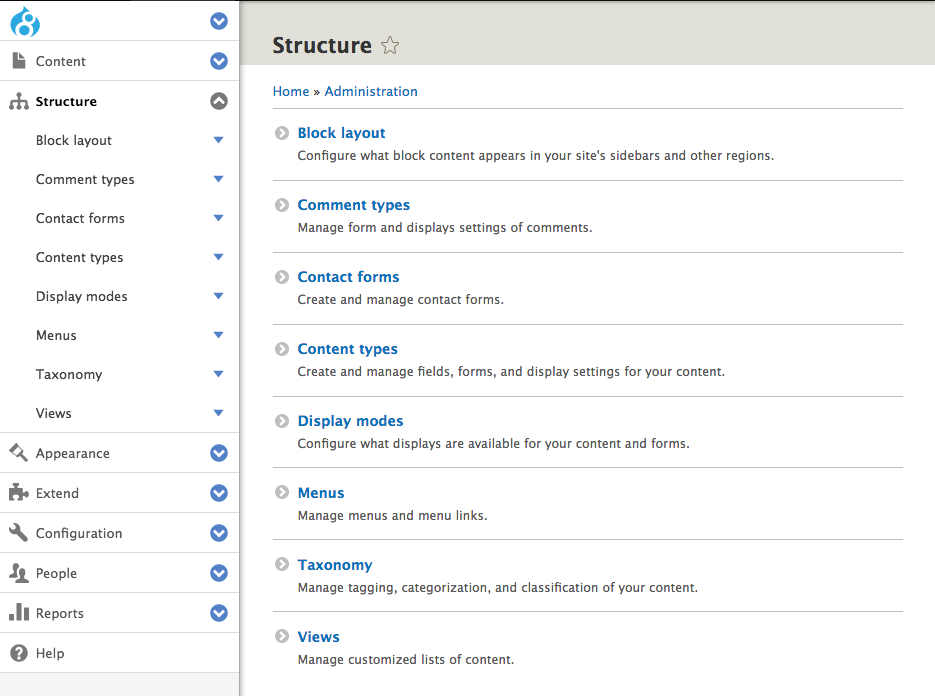 Content
Structure
Block layout
Comment types
Contact forms
Content types
Display modes
Menus
Taxonomy
Views
Appearance
Extend
Configuration
People
Reports
Help
Structure
Home » Administration
Block layout
Configure what block content appears in your site's sidebars and other regions.
Comment types
Manage form and displays settings of comments.
Contact forms
Create and manage contact forms.
Content types
Create and manage fields, forms, and display settings for your content.
Display modes
Configure what displays are available for your content and forms.
Menus
Manage menus and menu links.
Taxonomy
Manage tagging, categorization, and classification of your content.
Views
Manage customized lists of content.